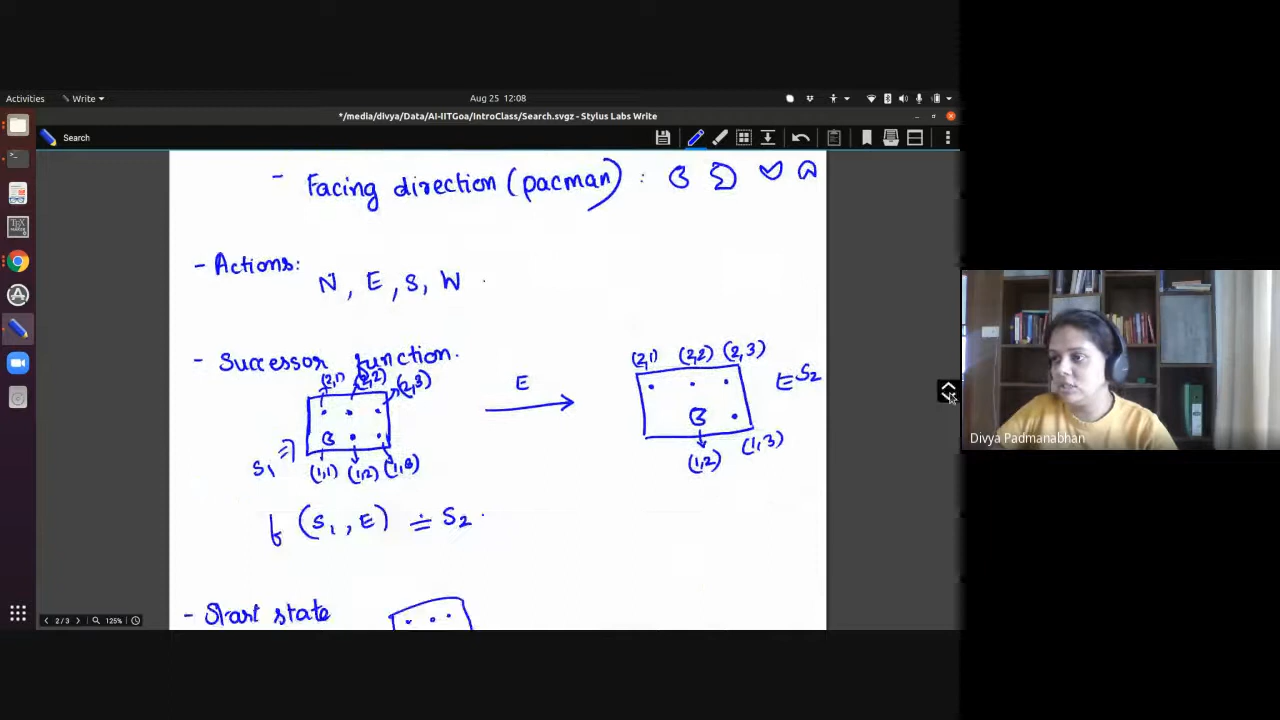 Activities Write Aug 25 12:08
*/media/divya/Data/AI-IITGoa/IntroClass/Search.svgz - Stylus Labs Write
Search
- Facing direction (pacman) :
- Actions:
N, E, S, W
- Successor function.
(2,1) (2,2) (2,3)
E
(2,1) (2,2) (2,3)
S2
S1
(1,1) (1,2) (1,3)
(1,2)
(1,3)
f (S1, E) = S2
- Start state
2/3 125%
Divya Padmanabhan